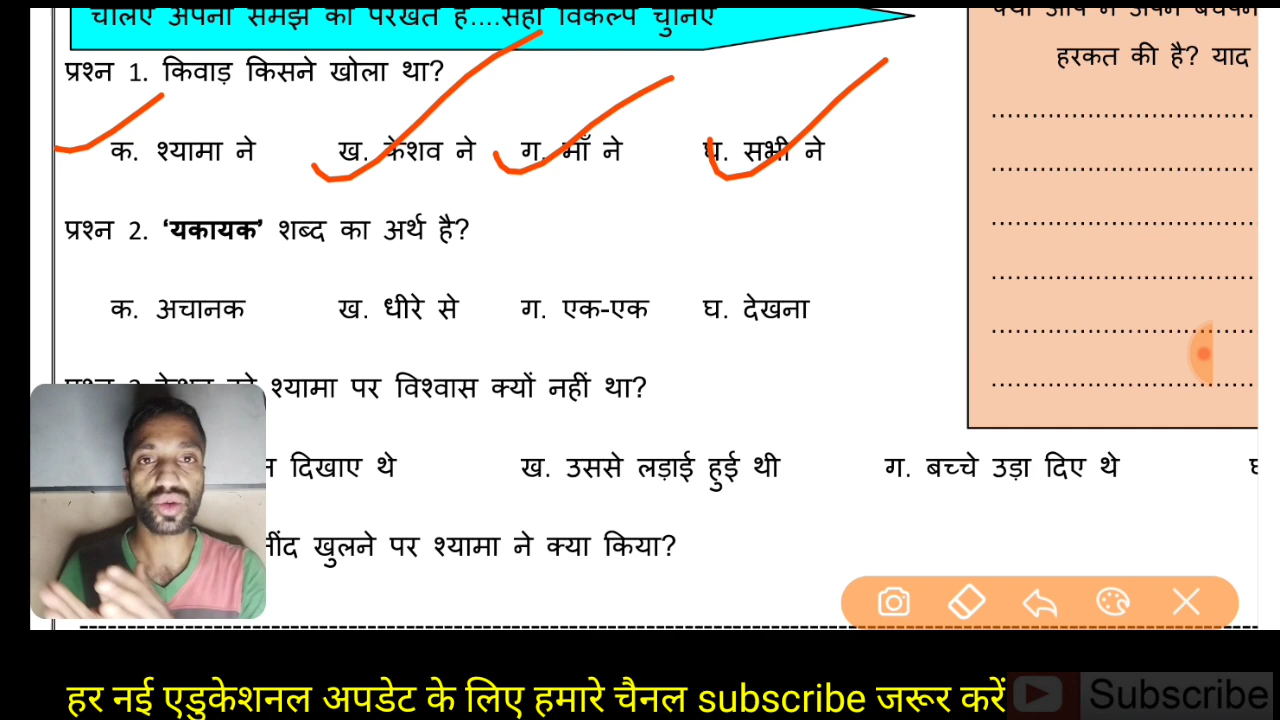 चलिए अपनी समझ को परखते हैं....सही विकल्प चुनिए
हरकत की है? याद
प्रश्न 1. किवाड़ किसने खोला था?
क. श्यामा ने ख. केशव ने ग. माँ ने घ. सभी ने
प्रश्न 2. ‘यकायक’ शब्द का अर्थ है?
क. अचानक ख. धीरे से ग. एक-एक घ. देखना
श्यामा पर विश्वास क्यों नहीं था?
दिखाए थे ख. उससे लड़ाई हुई थी ग. बच्चे उड़ा दिए थे
नींद खुलने पर श्यामा ने क्या किया?
हर नई एडुकेशनल अपडेट के लिए हमारे चैनल subscribe जरूर करें
Subscribe